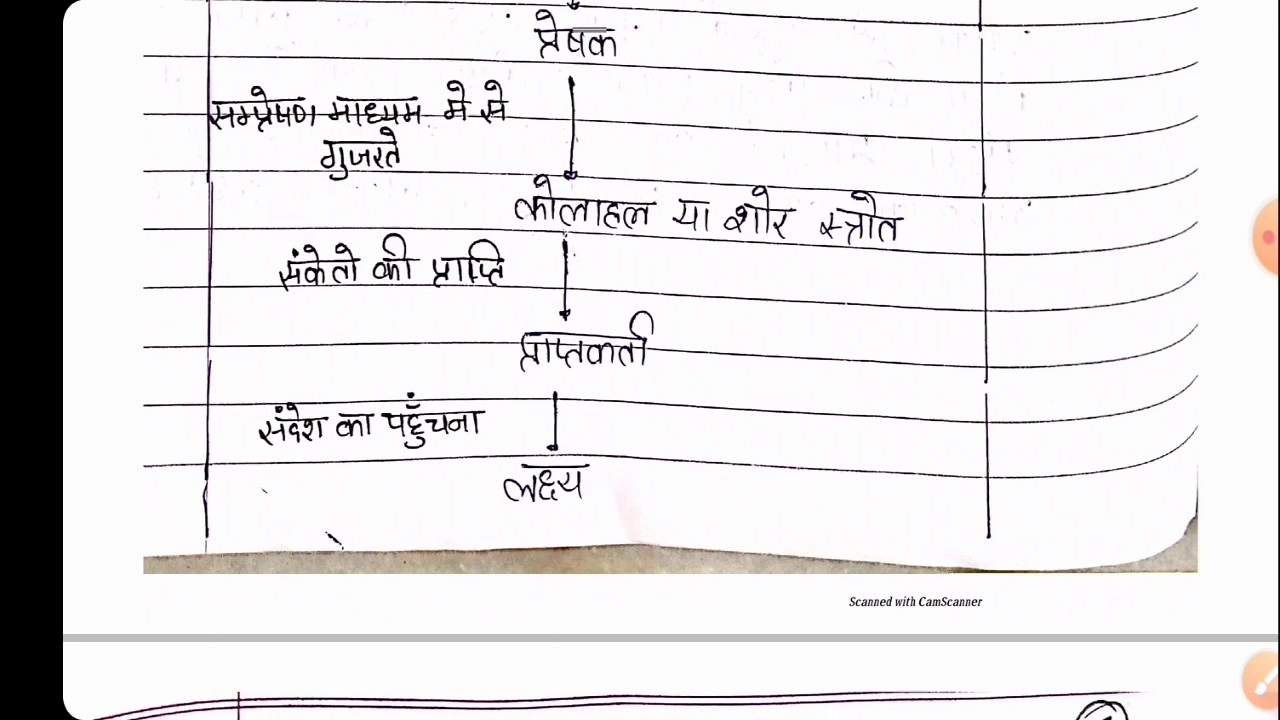 प्रेषक
सम्प्रेषण माध्यम मे से
गुजरते
कोलाहल या शोर स्त्रोत
संकेतो की प्राप्ति
प्राप्तकर्ता
संदेश का पहुँचना
लक्ष्य
Scanned with CamScanner